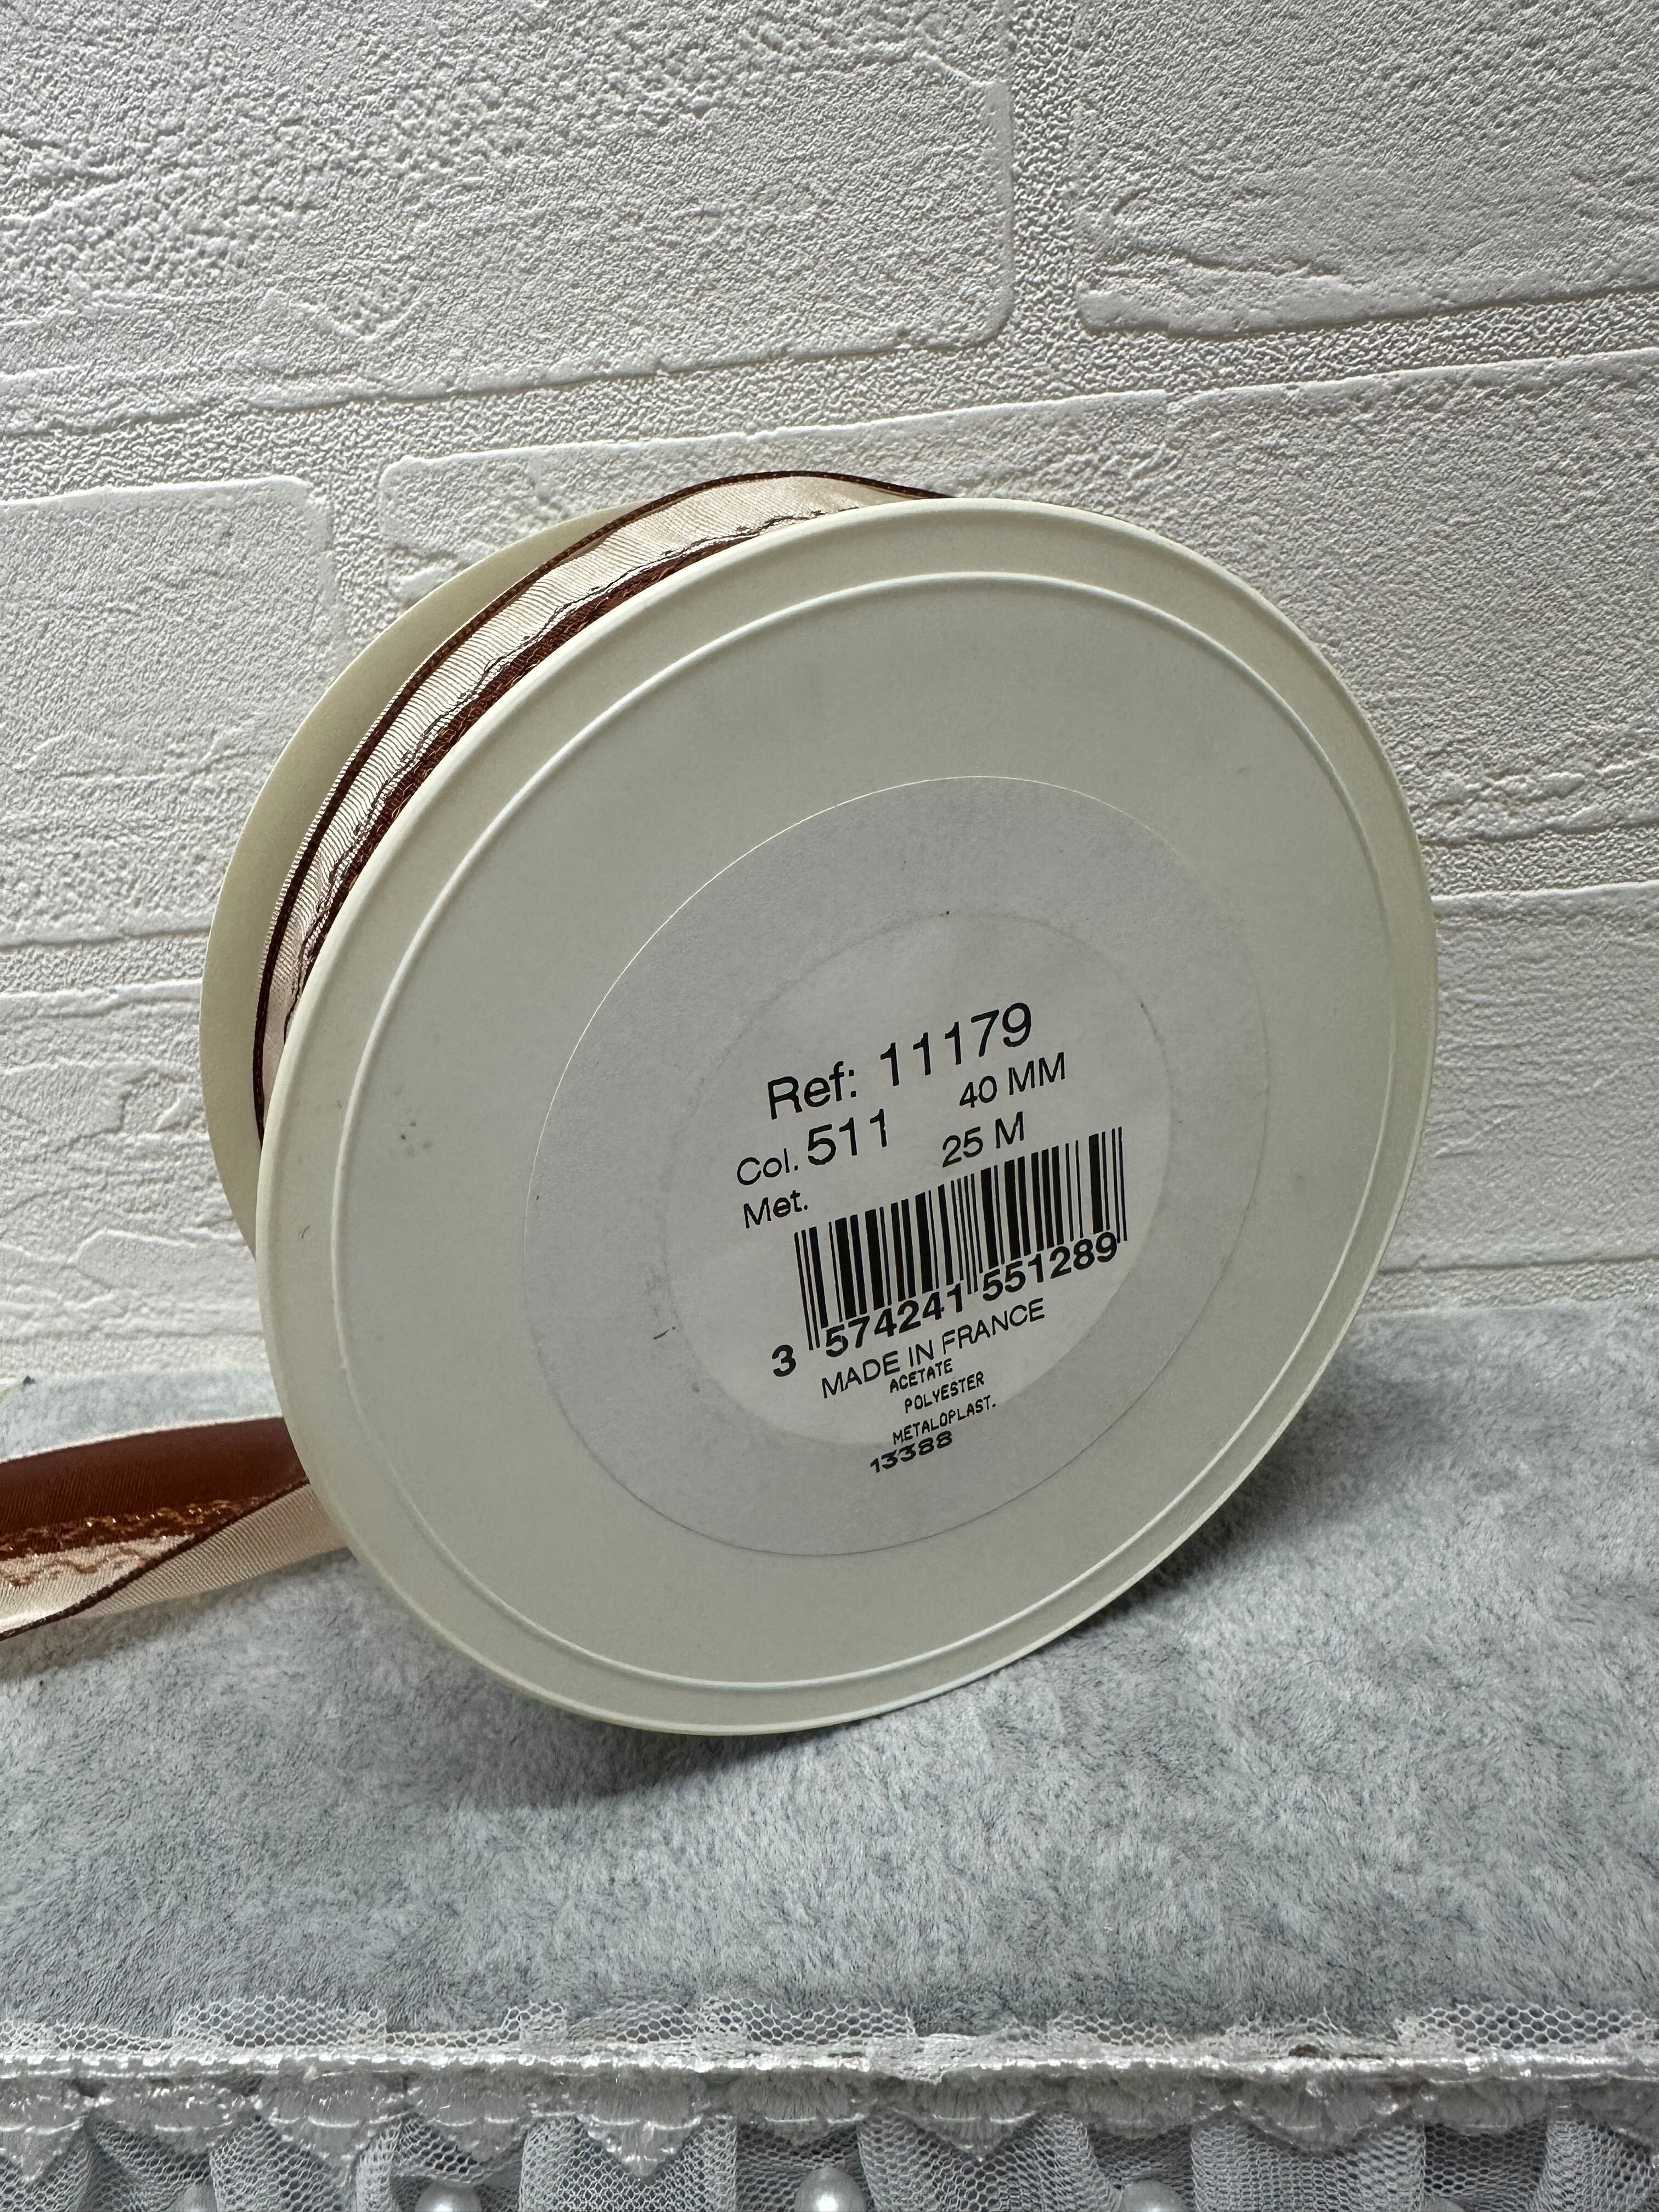 Ref: 11179
40 MM
Col. 511
25 M
Met.
3 574241 551289
MADE IN FRANCE
ACETATE
POLYESTER
METALOPLAST.
13388